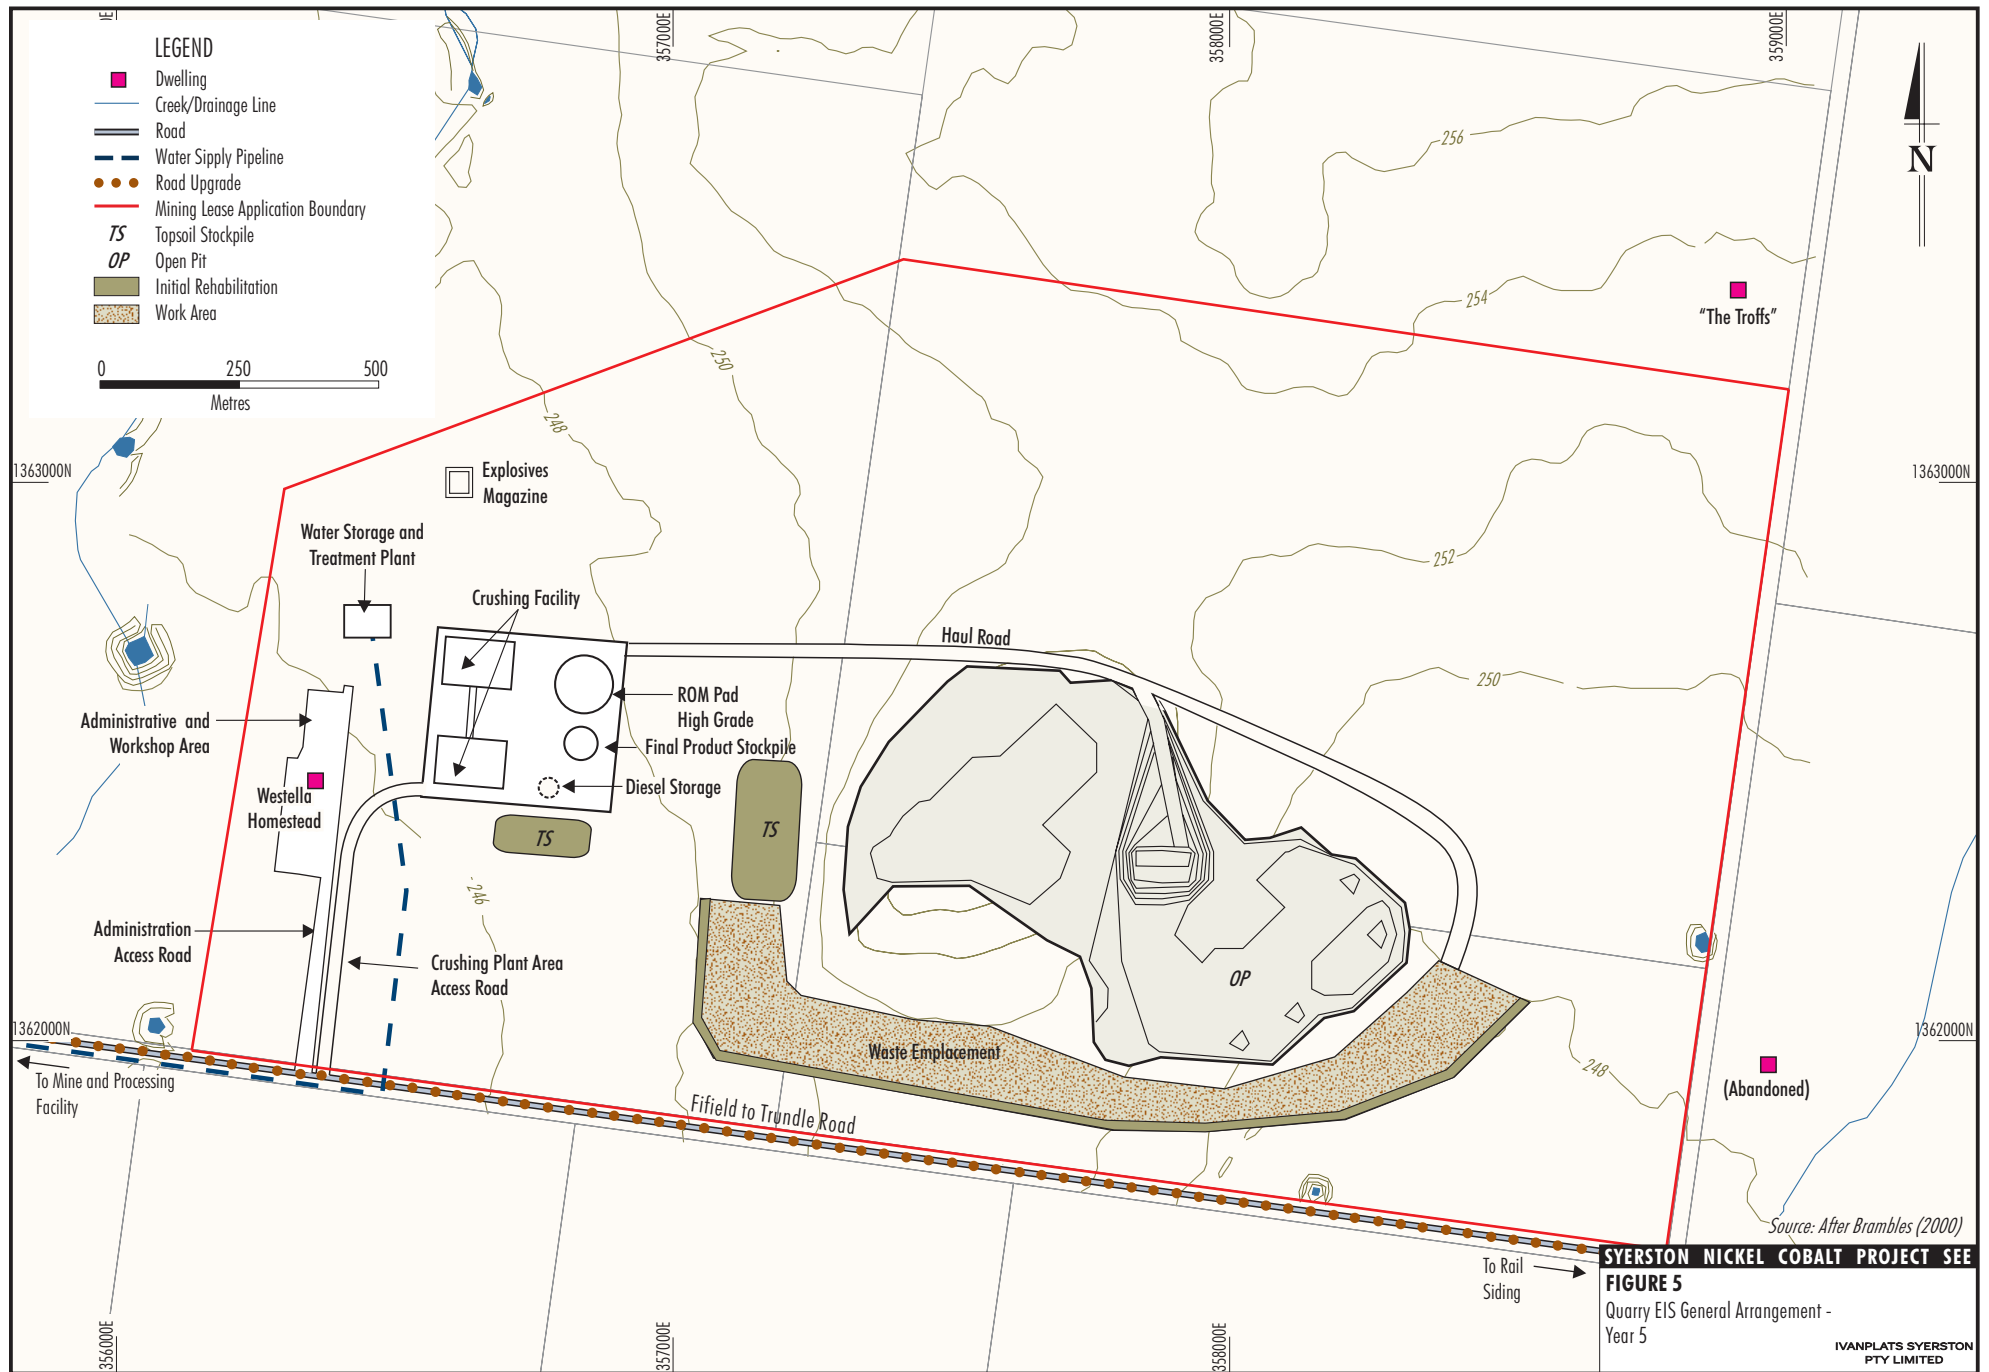 357000E
358000E
359000E
LEGEND
Dwelling
Creek/Drainage Line
Road
Water Sipply Pipeline
Road Upgrade
Mining Lease Application Boundary
TS
Topsoil Stockpile
OP
Open Pit
Initial Rehabilitation
Work Area
0
250
500
Metres
N
256
254
"The Troffs"
250
248
1363000N
1363000N
Explosives
Magazine
Water Storage and
Treatment Plant
252
Crushing Facility
Haul Road
250
ROM Pad
High Grade
Final Product Stockpile
Diesel Storage
Administrative and
Workshop Area
Westella
Homestead
TS
TS
246
Administration
Access Road
Crushing Plant Area
Access Road
OP
1362000N
1362000N
Waste Emplacement
248
(Abandoned)
To Mine and Processing
Facility
Fifield to Trundle Road
Source: After Brambles (2000)
To Rail
Siding
SYERSTON NICKEL COBALT PROJECT SEE
FIGURE 5
Quarry EIS General Arrangement -
Year 5
IVANPLATS SYERSTON
PTY LIMITED
356000E
357000E
358000E